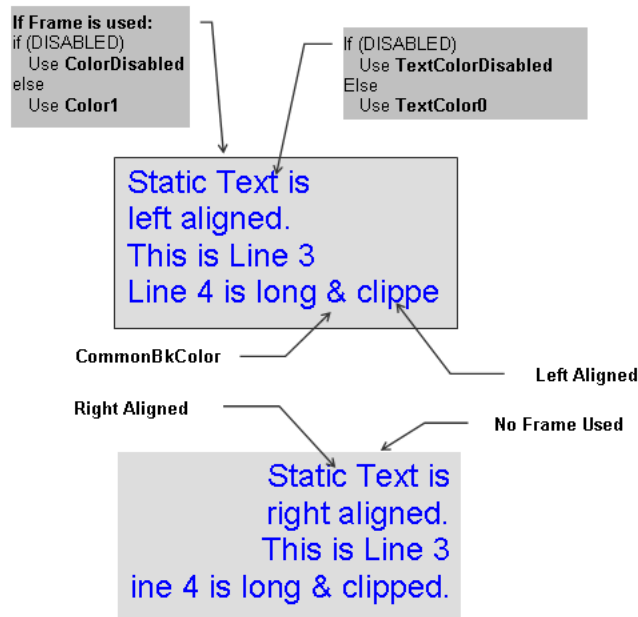 If Frame is used:
if (DISABLED)
Use ColorDisabled
else
Use Color1
If (DISABLED)
Use TextColorDisabled
Else
Use TextColor0
Static Text is
left aligned.
This is Line 3
Line 4 is long & clippe
CommonBkColor
Left Aligned
Right Aligned
No Frame Used
Static Text is
right aligned.
This is Line 3
ine 4 is long & clipped.